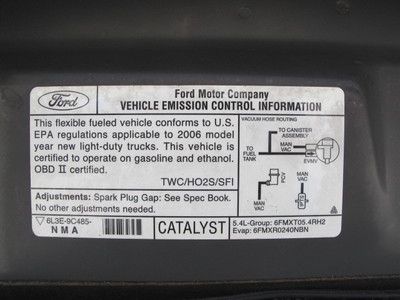 Ford
Ford Motor Company
VEHICLE EMISSION CONTROL INFORMATION
This flexible fueled vehicle conforms to U.S.
EPA regulations applicable to 2006 model
year new light-duty trucks. This vehicle is
certified to operate on gasoline and ethanol.
OBD II certified.
TWC/HO2S/SFI
VACUUM HOSE ROUTING
TO CANISTER
ASSEMBLY
MAN
VAC
TO FUEL
TANK
EVMV
MAN
VAC
PCV
MAN
VAC
Adjustments: Spark Plug Gap: See Spec Book.
No other adjustments needed.
6L3E-9C485-
NMA
CATALYST
5.4L-Group: 6FMXT05.4RH2
Evap: 6FMXR0240NBN